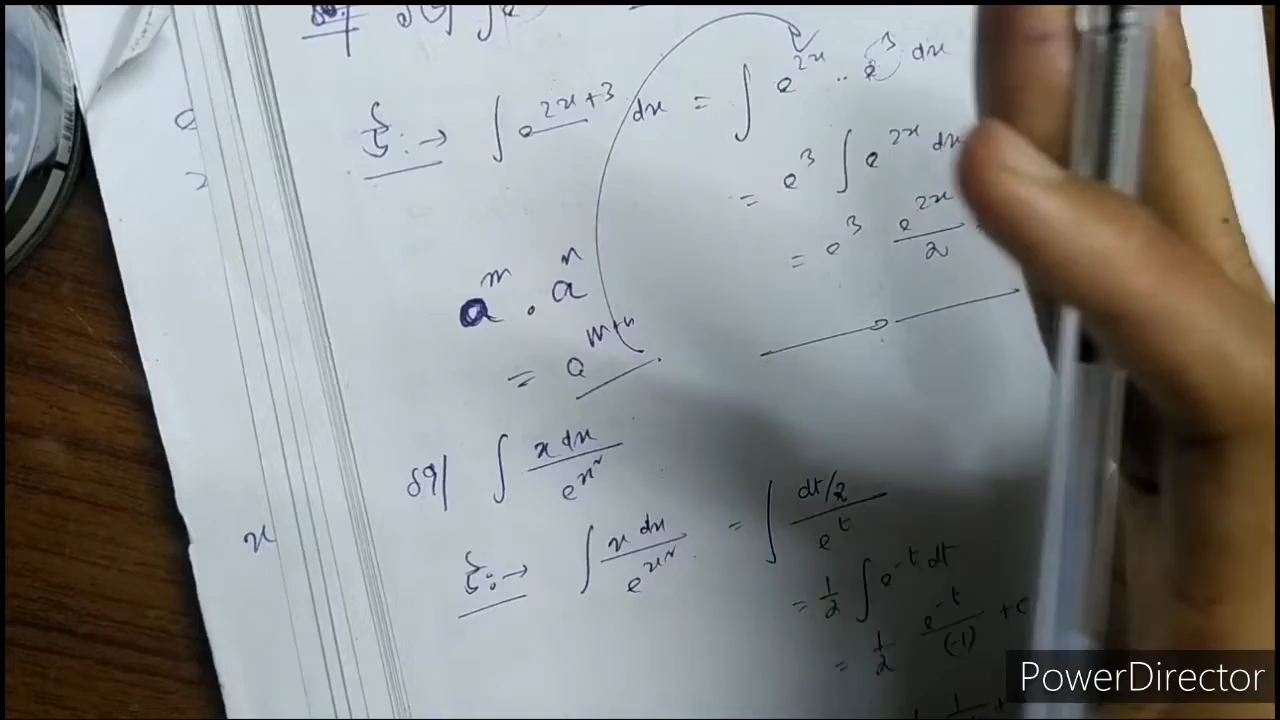 ∫ e^{2x+3} dx = ∫ e^{2x} .. e^3 dx
= e^3 ∫ e^{2x} dx
= e^3 e^{2x}/2
a^m . a^n
= a^{m+n}
∫ x dx / e^{x²}
∫ x dx / e^{x²} = ∫ dt/2 / e^t
= 1/2 ∫ e^{-t} dt
= 1/2 e^{-t}/(-1) + c
x
PowerDirector